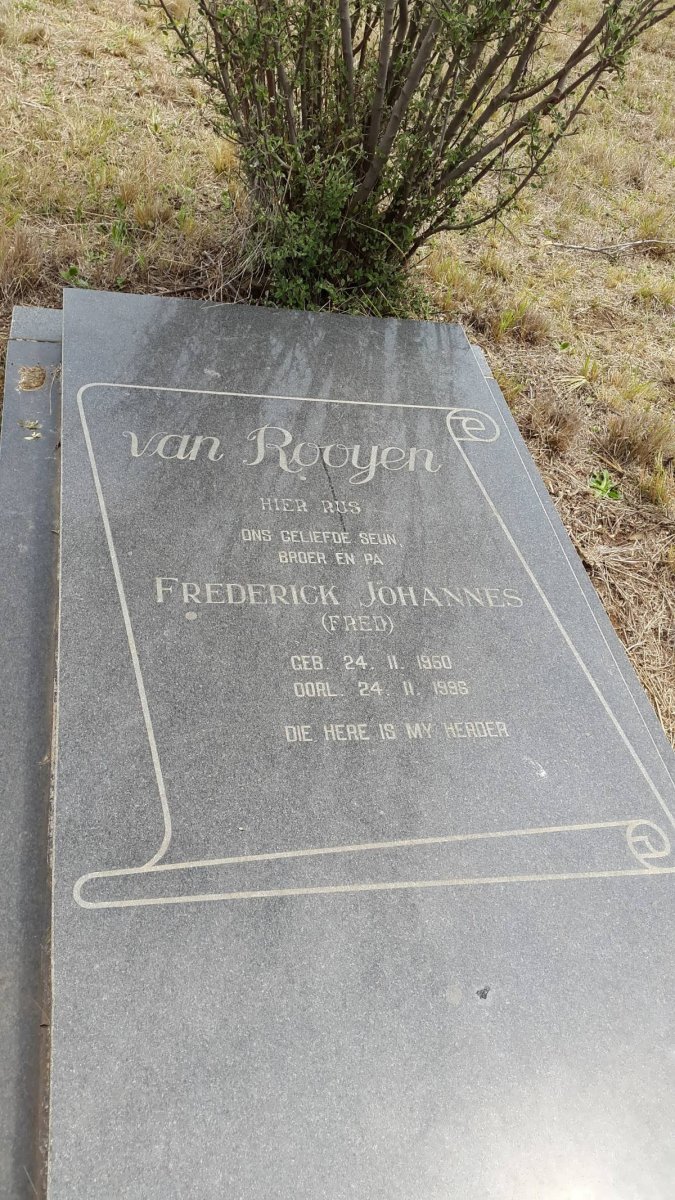 van Rooyen
HIER RUS
ONS GELIEFDE SEUN,
BROER EN PA
FREDERICK JOHANNES
(FRED)
GEB. 24. 11. 1960
OORL. 24. 11. 1996
DIE HERE IS MY HERDER